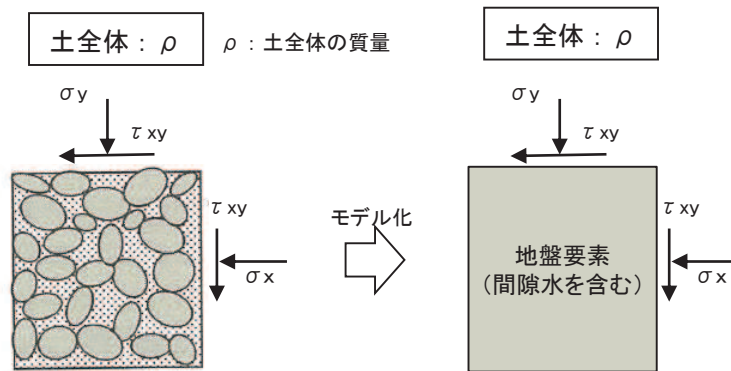 土全体：ρ
ρ：土全体の質量
σy
τxy
τxy
σx
モデル化
土全体：ρ
σy
τxy
τxy
σx
地盤要素
（間隙水を含む）